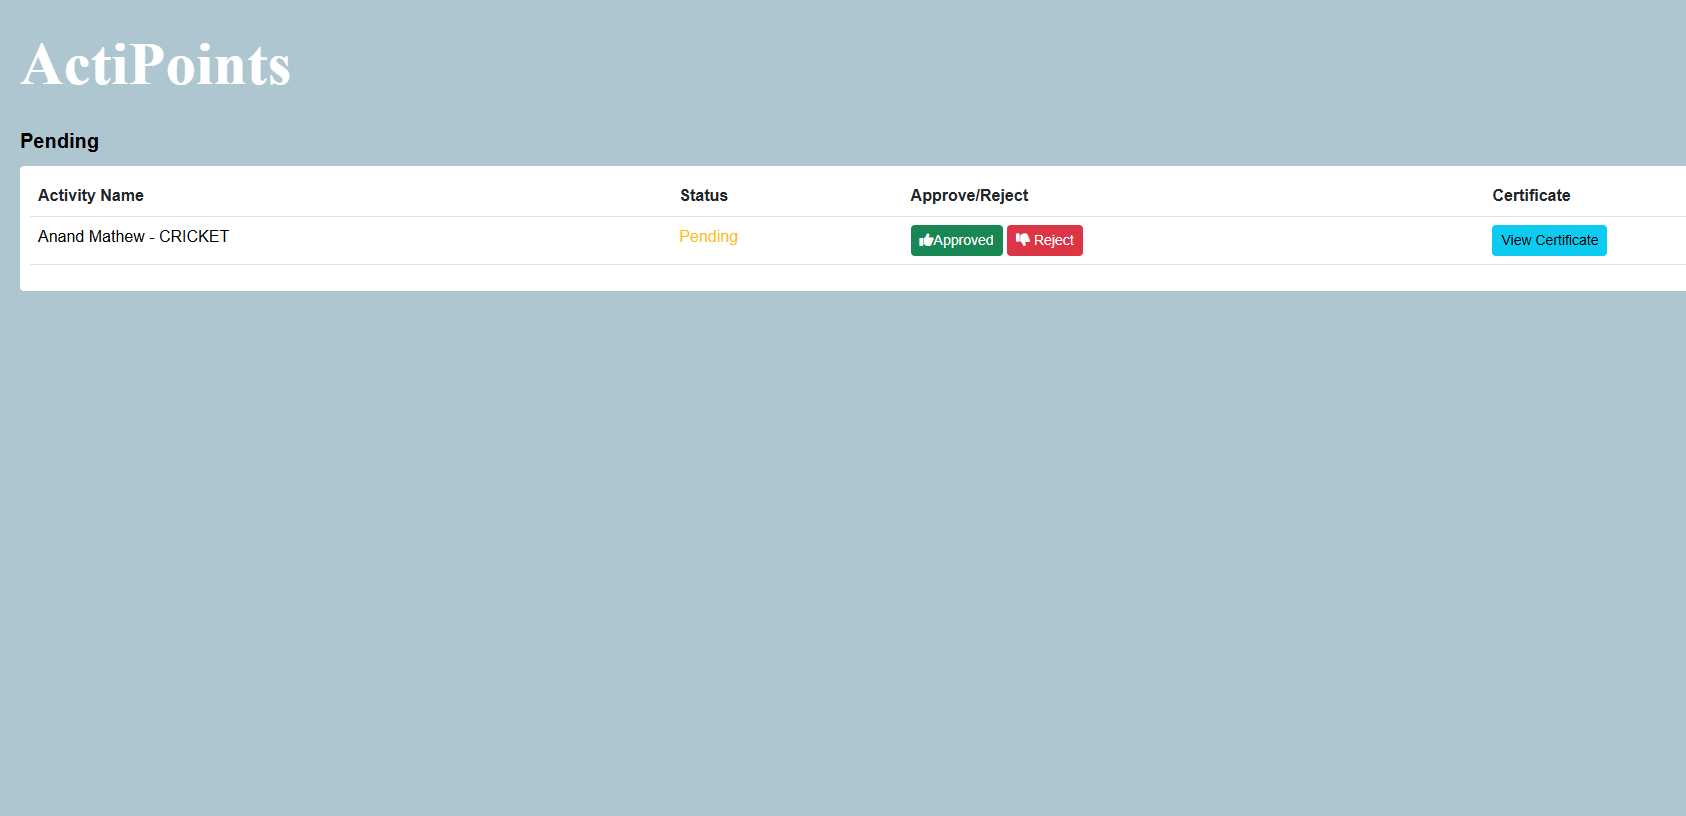 ActiPoints
Pending
Activity Name Status Approve/Reject Certificate
Anand Mathew - CRICKET Pending Approved Reject View Certificate